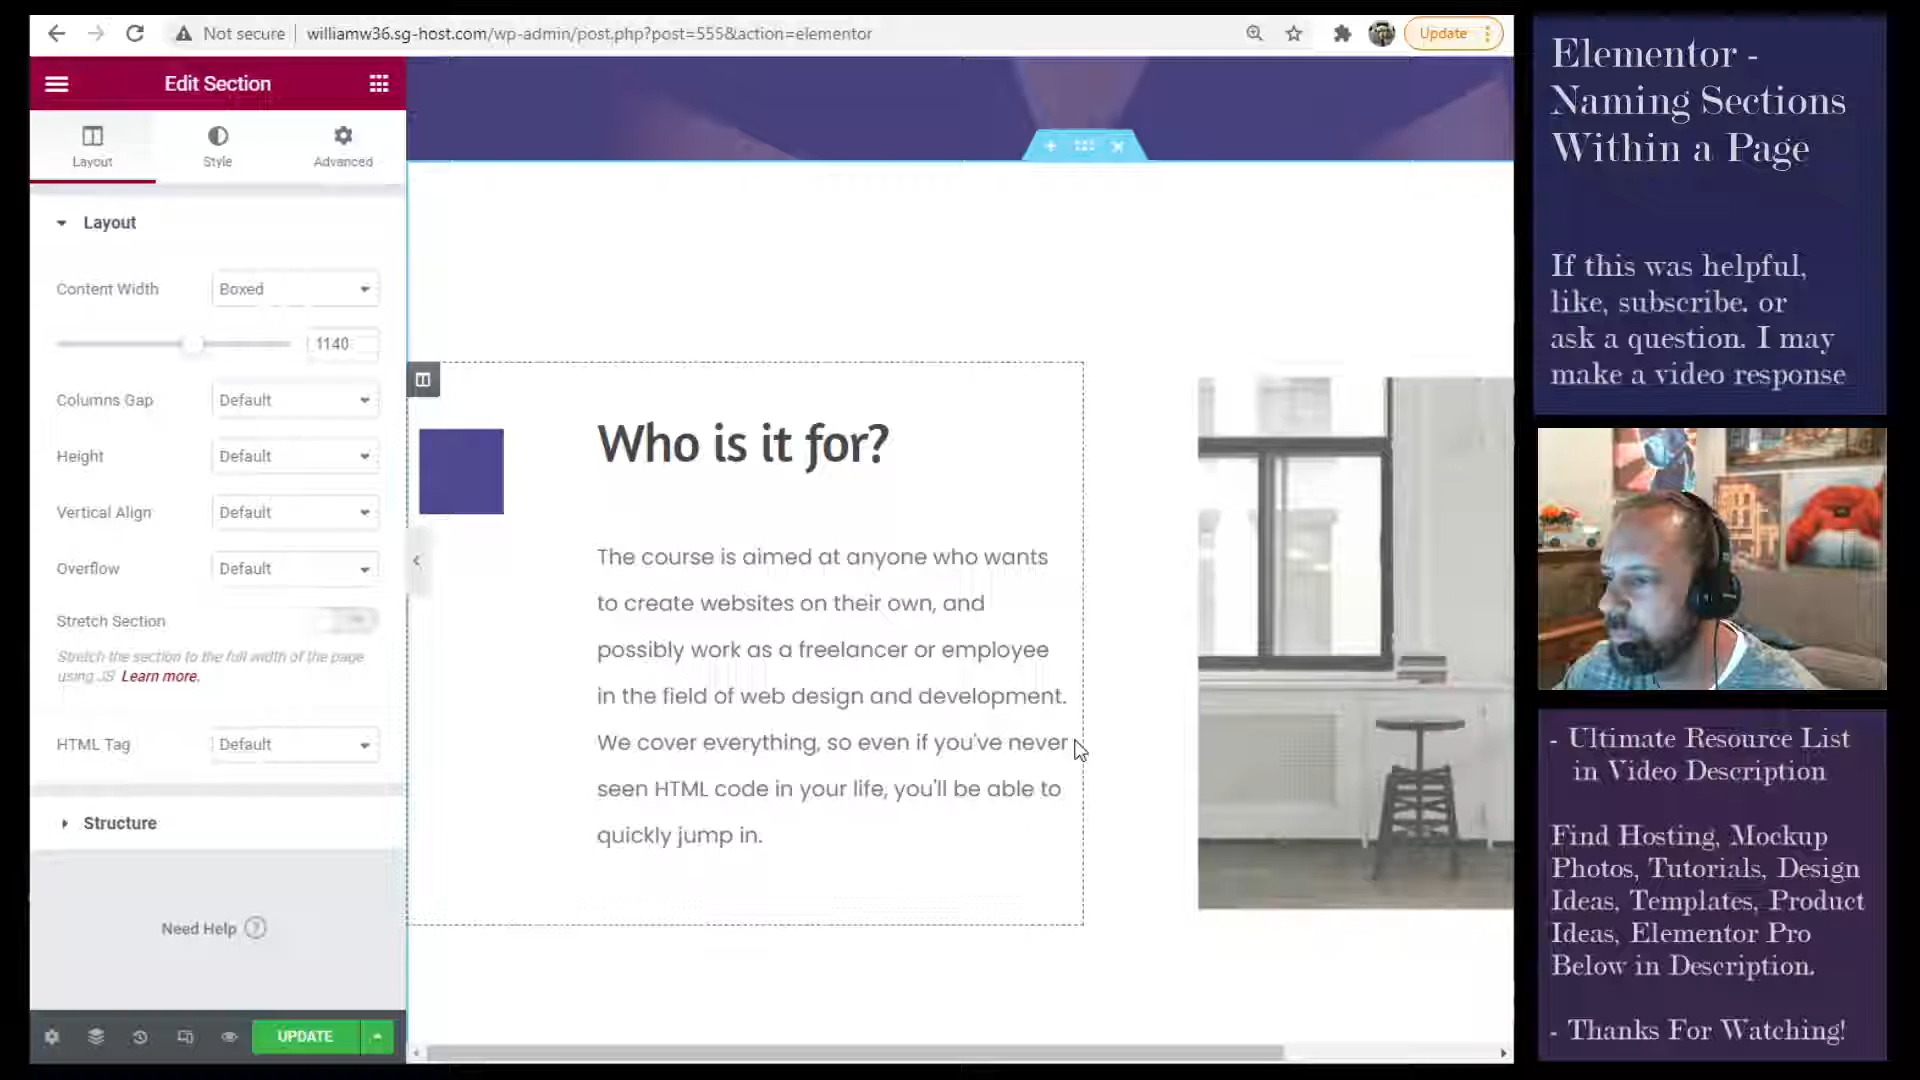 Not secure
williamw36.sg-host.com/wp-admin/post.php?post=555&action=elementor
Update
Edit Section
Layout
Style
Advanced
Layout
Content Width
Boxed
1140
Columns Gap
Default
Height
Default
Vertical Align
Default
Overflow
Default
Stretch Section
Stretch the section to the full width of the page
using JS. Learn more.
HTML Tag
Default
Structure
Need Help
UPDATE
Who is it for?
The course is aimed at anyone who wants
to create websites on their own, and
possibly work as a freelancer or employee
in the field of web design and development.
We cover everything, so even if you've never
seen HTML code in your life, you'll be able to
quickly jump in.
Elementor -
Naming Sections
Within a Page
If this was helpful,
like, subscribe. or
ask a question. I may
make a video response
- Ultimate Resource List
in Video Description
Find Hosting, Mockup
Photos, Tutorials, Design
Ideas, Templates, Product
Ideas, Elementor Pro
Below in Description.
- Thanks For Watching!